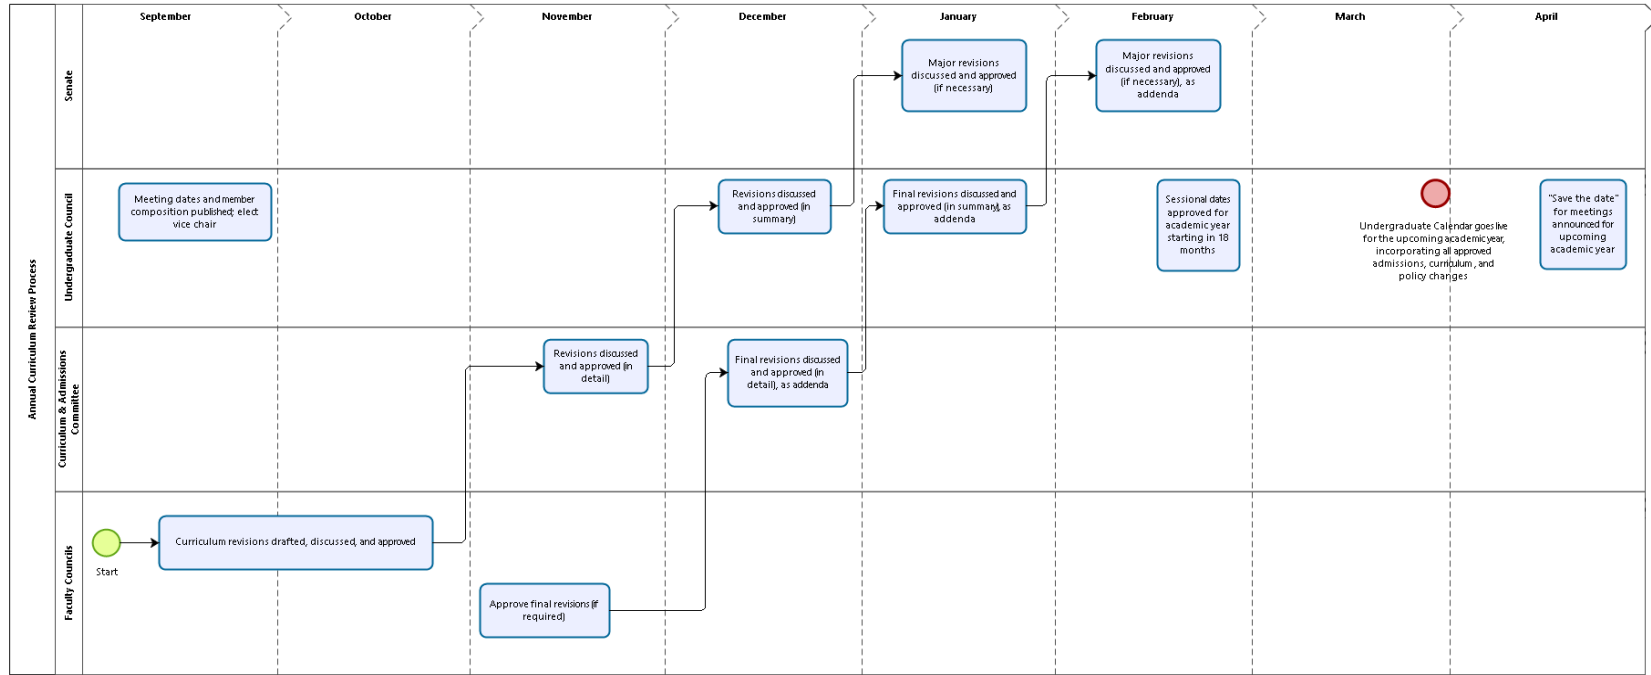 September
October
November
December
January
February
March
April
Annual Curriculum Review Process
Senate
Major revisions
discussed and approved
(if necessary)
Major revisions
discussed and approved
(if necessary), as
addenda
Undergraduate Council
Meeting dates and member
composition published; elect
vice chair
Revisions discussed
and approved (in
summary)
Final revisions discussed and
approved (in summary), as
addenda
Sessional dates
approved for
academic year
starting in 18
months
Undergraduate Calendar goes live
for the upcoming academic year,
incorporating all approved
admissions, curriculum, and
policy changes
"Save the date"
for meetings
announced for
upcoming
academic year
Curriculum & Admissions
Committee
Revisions discussed
and approved (in
detail)
Final revisions discussed
and approved (in
detail), as addenda
Faculty Councils
Start
Curriculum revisions drafted, discussed, and approved
Approve final revisions (if
required)